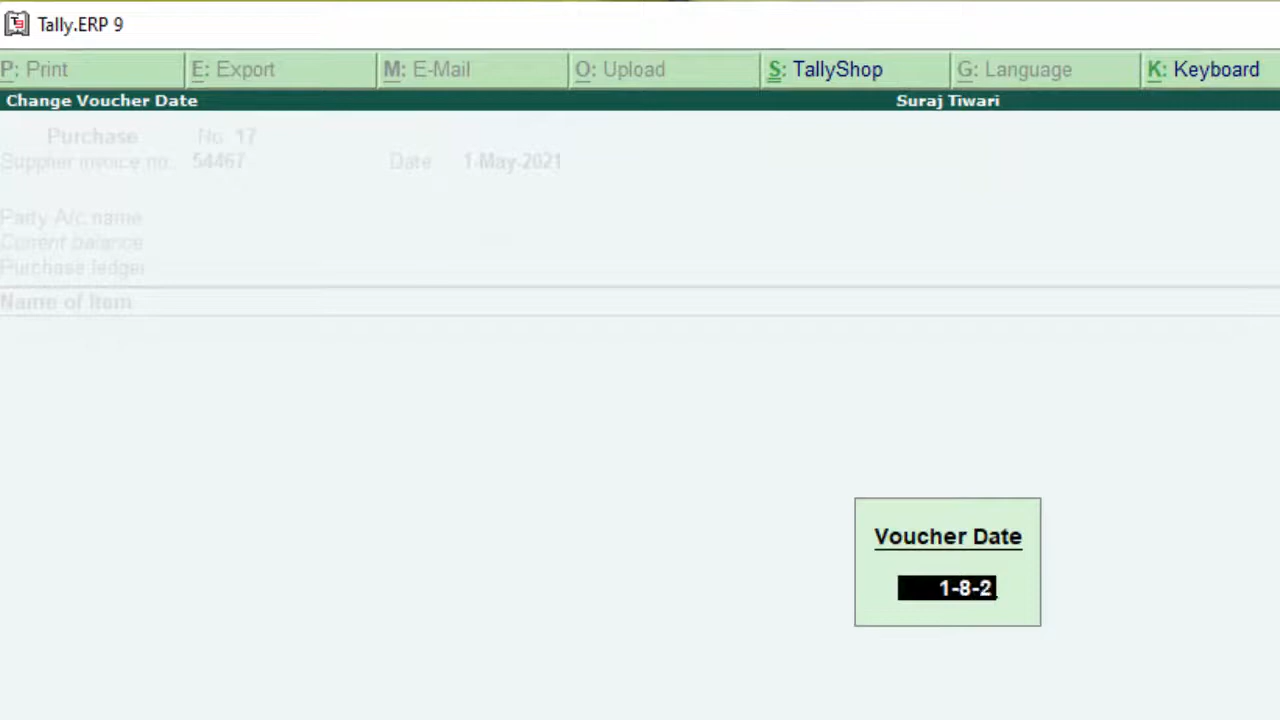 Tally.ERP 9
P: Print E: Export M: E-Mail O: Upload S: TallyShop G: Language K: Keyboard
Change Voucher Date Suraj Tiwari
Purchase No. 17
Supplier invoice no.: 54467 Date 1-May-2021
Party A/c name
Current balance
Purchase ledger
Name of Item
Voucher Date
1-8-2